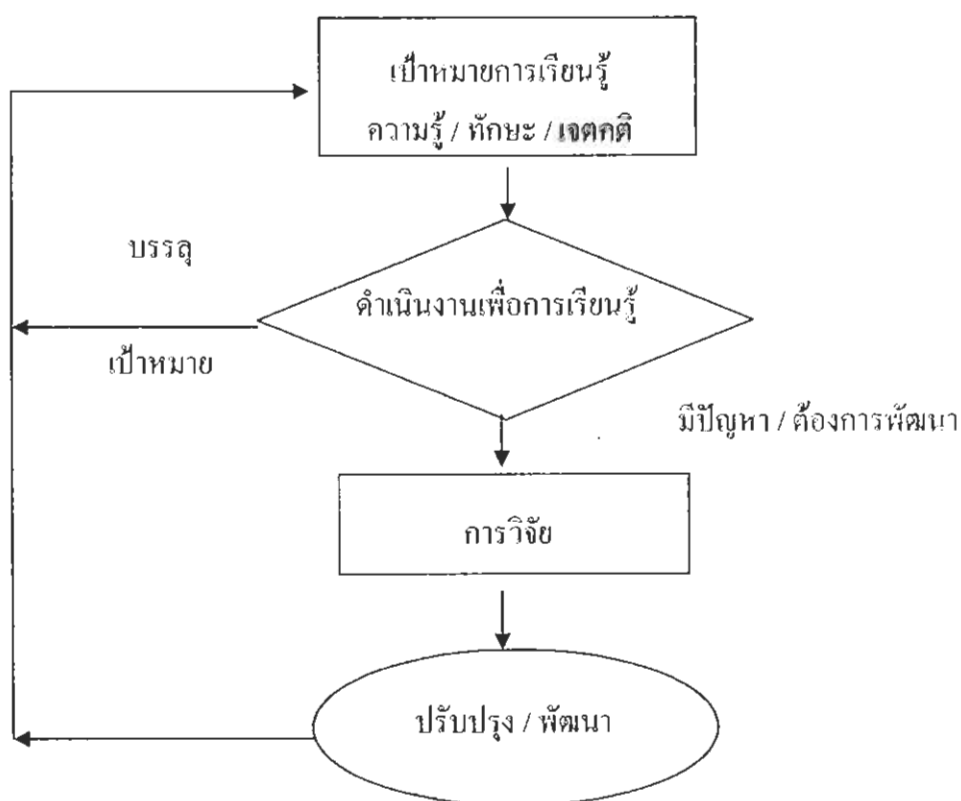 เป้าหมายการเรียนรู้
ความรู้ / ทักษะ / เจตคติ
บรรลุ
ดำเนินงานเพื่อการเรียนรู้
เป้าหมาย
มีปัญหา / ต้องการพัฒนา
การวิจัย
ปรับปรุง / พัฒนา